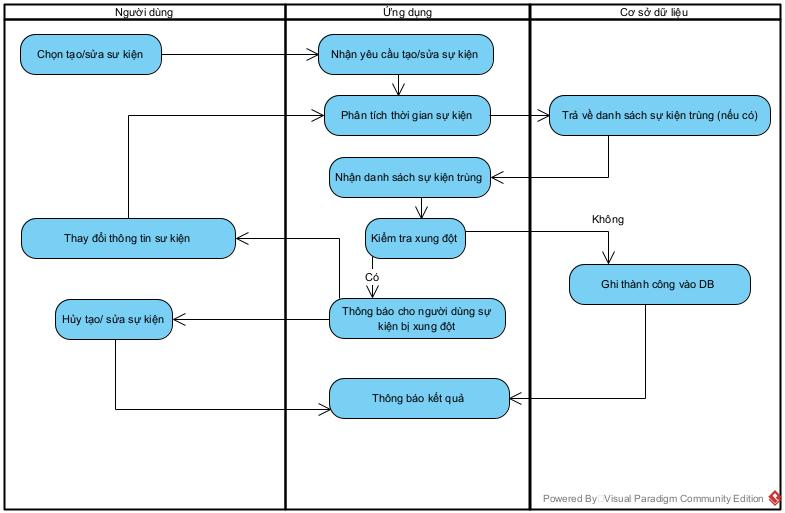 Người dùng
Ứng dụng
Cơ sở dữ liệu
Chọn tạo/sửa sư kiện
Nhận yêu cầu tạo/sửa sự kiện
Phân tích thời gian sự kiện
Trả về danh sách sự kiện trùng (nếu có)
Nhận danh sách sự kiện trùng
Không
Thay đổi thông tin sư kiện
Kiểm tra xung đột
Có
Ghi thành công vào DB
Hủy tạo/ sửa sự kiện
Thông báo cho người dùng sự
kiện bị xung đột
Thông báo kết quả
Powered By Visual Paradigm Community Edition